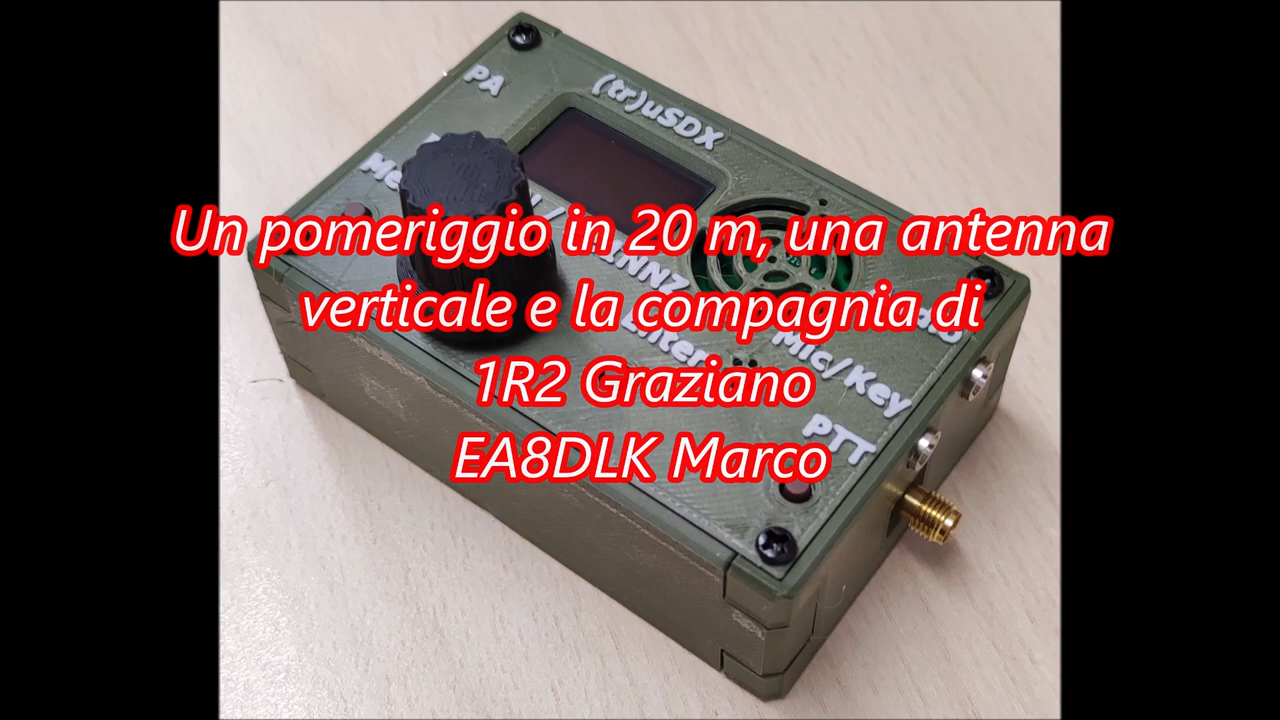 PA
(tr)uSDX
Un pomeriggio in 20 m, una antenna
verticale e la compagnia di
1R2 Graziano
EA8DLK Marco
Enter
Mic/Key
PTT